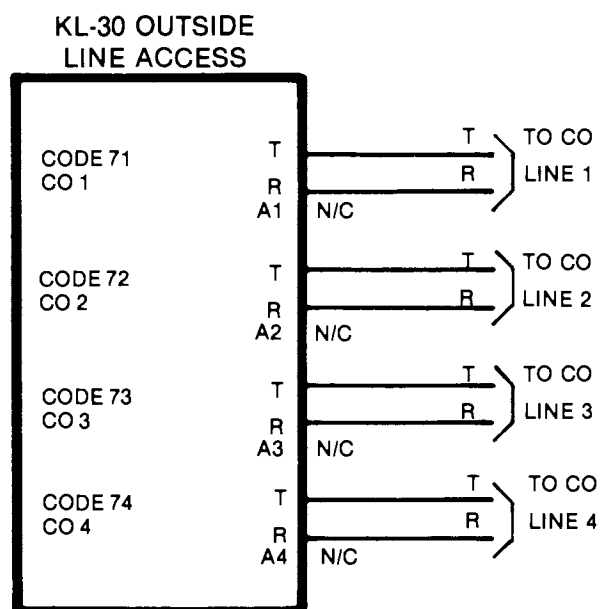 KL-30 OUTSIDE
LINE ACCESS
CODE 71
CO 1
T
R
A1 N/C
T
R
TO CO
LINE 1
CODE 72
CO 2
T
R
A2 N/C
T
R
TO CO
LINE 2
CODE 73
CO 3
T
R
A3 N/C
T
R
TO CO
LINE 3
CODE 74
CO 4
T
R
A4 N/C
T
R
TO CO
LINE 4